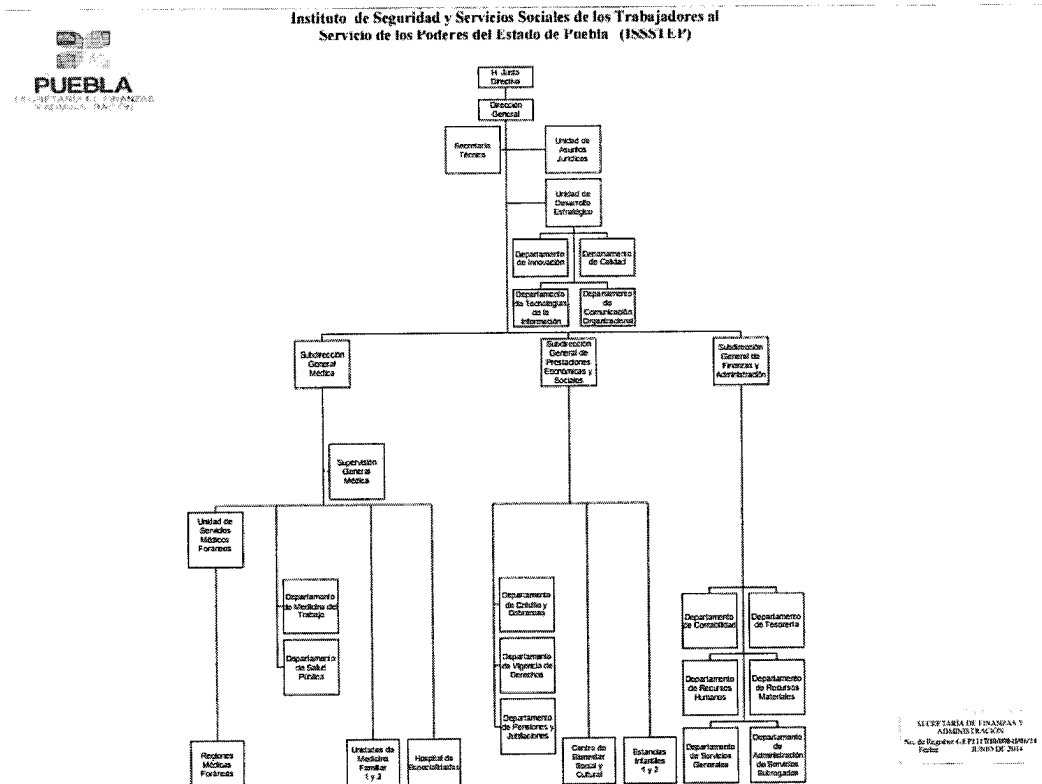 Instituto de Seguridad y Servicios Sociales de los Trabajadores al
Servicio de los Poderes del Estado de Puebla (ISSSTEP)
PUEBLA
H. Junta
Directiva
Dirección
General
Secretaría
Técnica
Unidad de
Asuntos
Jurídicos
Unidad de
Desarrollo
Estratégico
Departamento
de Innovación
Departamento
de Calidad
Departamento
de Tecnologías
de la
Información
Departamento
de
Comunicación
Organizacional
Subdirección
General
Médica
Subdirección
General de
Prestaciones
Económicas y
Sociales
Subdirección
General de
Finanzas y
Administración
Supervisión
General
Médica
Unidad de
Servicios
Médicos
Foráneos
Departamento
de Medicina del
Trabajo
Departamento
de Salud
Pública
Regiones
Médicas
Foráneas
Unidades de
Medicina
Familiar
1 y 2
Hospital de
Especialidades
Departamento
de Crédito y
Cobranzas
Departamento
de Vigencia de
Derechos
Departamento
de Pensiones y
Jubilaciones
Centro de
Bienestar
Social y
Cultural
Estancias
Infantiles
1 y 2
Departamento
de Contabilidad
Departamento
de Tesorería
Departamento
de Recursos
Humanos
Departamento
de Recursos
Materiales
Departamento
de Servicios
Generales
Departamento
de
Administración
de Servicios
Subrogados
SECRETARÍA DE FINANZAS Y
ADMINISTRACIÓN
No. de Registro:
Fecha: JUNIO DE 2014